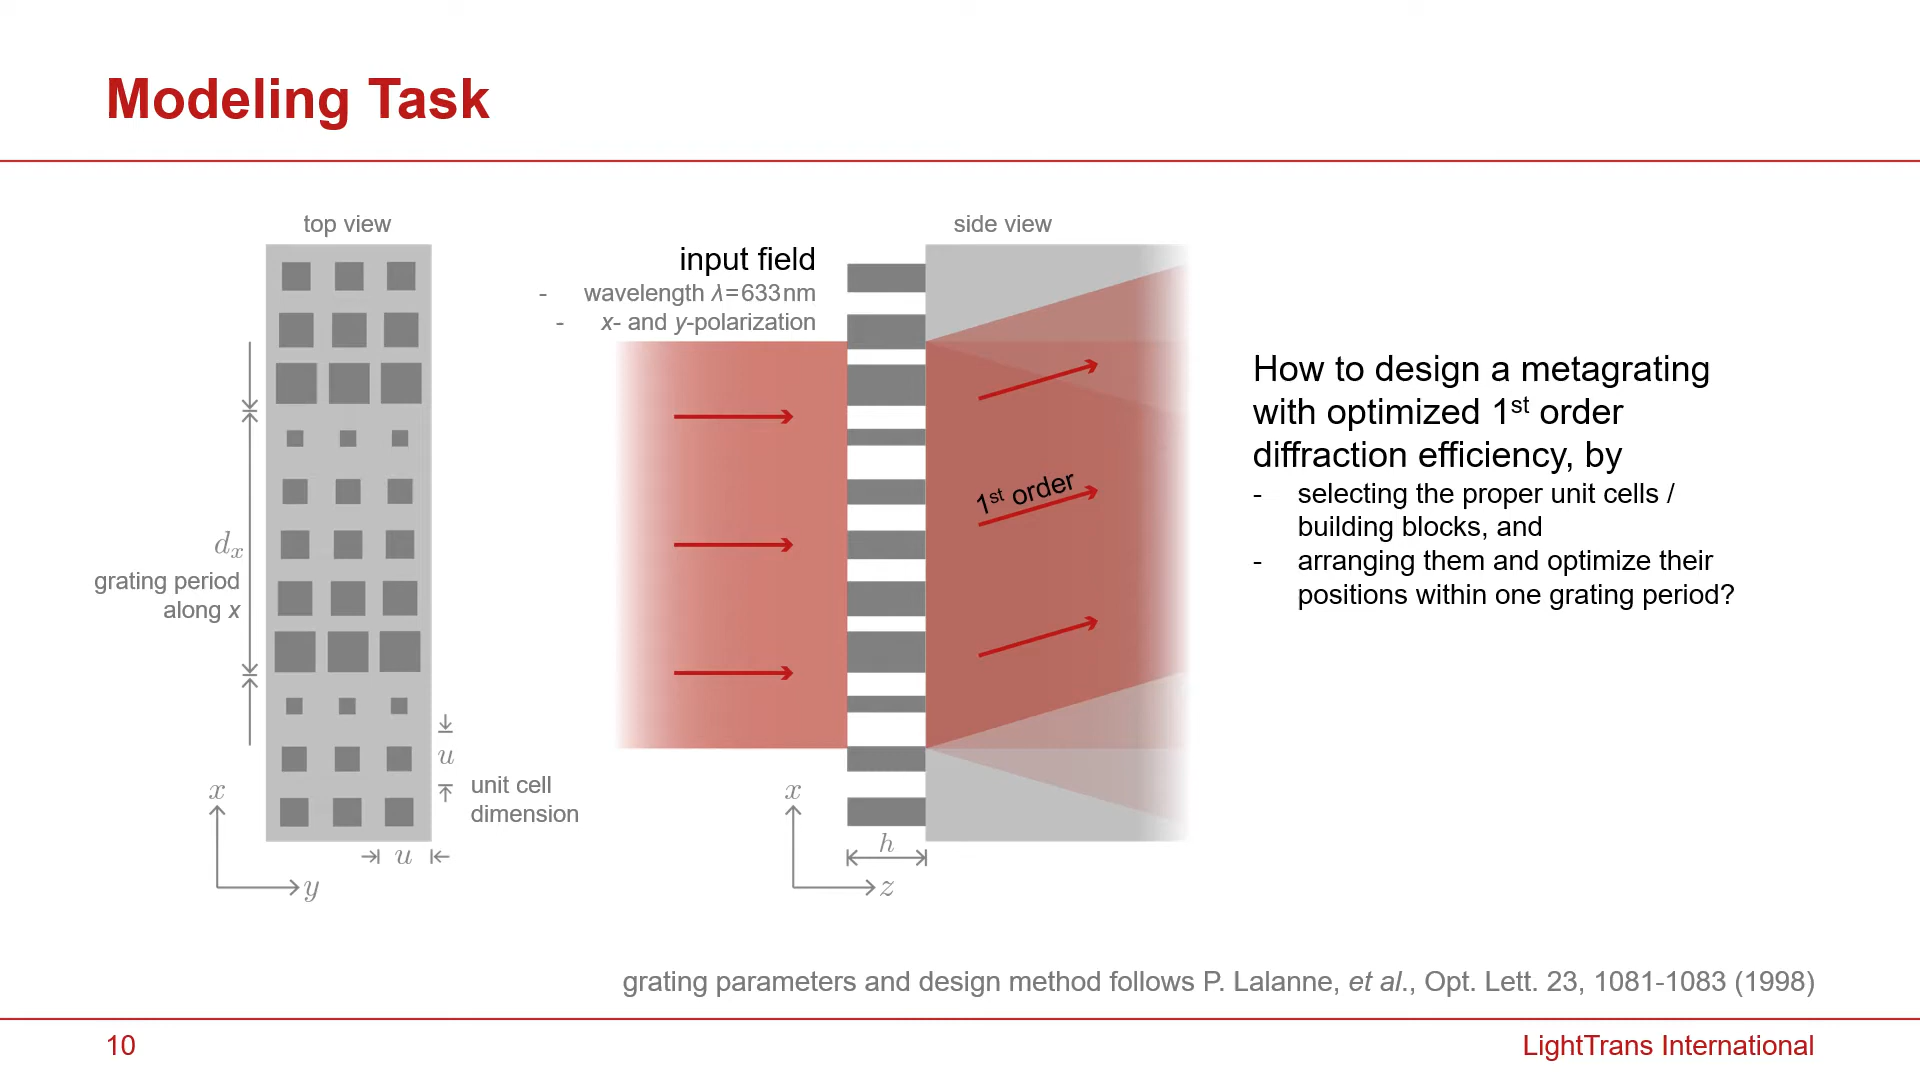 Modeling Task
top view
side view
input field
- wavelength λ=633nm
- x- and y-polarization
1st order
dx
grating period
along x
u
unit cell
dimension
u
x
y
h
x
z
How to design a metagrating
with optimized 1st order
diffraction efficiency, by
- selecting the proper unit cells /
building blocks, and
- arranging them and optimize their
positions within one grating period?
grating parameters and design method follows P. Lalanne, et al., Opt. Lett. 23, 1081-1083 (1998)
10
LightTrans International